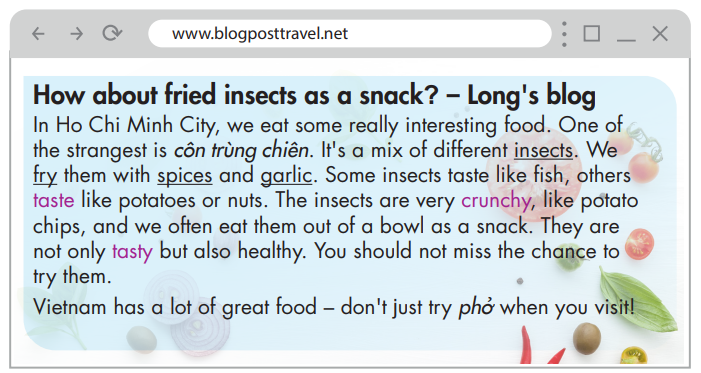 www.blogposttravel.net
How about fried insects as a snack? – Long's blog
In Ho Chi Minh City, we eat some really interesting food. One of
the strangest is côn trùng chiên. It's a mix of different insects. We
fry them with spices and garlic. Some insects taste like fish, others
taste like potatoes or nuts. The insects are very crunchy, like potato
chips, and we often eat them out of a bowl as a snack. They are
not only tasty but also healthy. You should not miss the chance to
try them.
Vietnam has a lot of great food – don't just try phở when you visit!